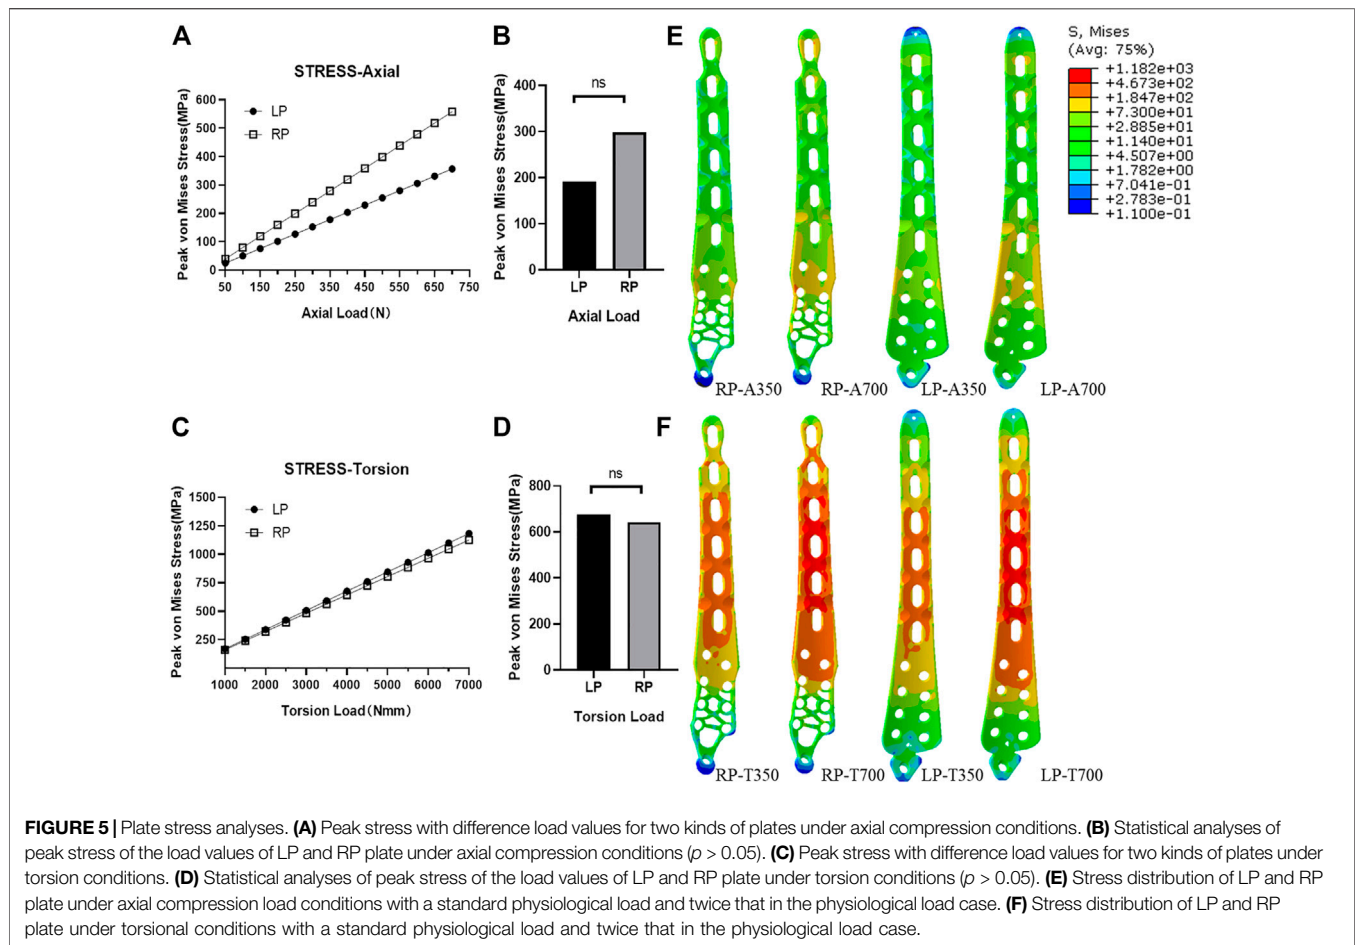 A
STRESS-Axial
Peak von Mises Stress(MPa)
600
500
400
300
200
100
0
LP
RP
50
150
250
350
450
550
650
750
Axial Load(N)
B
Peak von Mises Stress(MPa)
400
300
200
100
0
ns
LP
RP
Axial Load
E
RP-A350
RP-A700
LP-A350
LP-A700
S, Mises
(Avg: 75%)
+1.182e+03
+4.673e+02
+1.847e+02
+7.300e+01
+2.885e+01
+1.140e+01
+4.507e+00
+1.782e+00
+7.041e-01
+2.783e-01
+1.100e-01
C
STRESS-Torsion
Peak von Mises Stress(MPa)
1500
1250
1000
750
500
250
LP
RP
1000
2000
3000
4000
5000
6000
7000
Torsion Load(Nmm)
D
Peak von Mises Stress(MPa)
800
600
400
200
0
ns
LP
RP
Torsion Load
F
RP-T350
RP-T700
LP-T350
LP-T700
FIGURE 5 | Plate stress analyses. (A) Peak stress with difference load values for two kinds of plates under axial compression conditions. (B) Statistical analyses of
peak stress of the load values of LP and RP plate under axial compression conditions (p > 0.05). (C) Peak stress with difference load values for two kinds of plates under
torsion conditions. (D) Statistical analyses of peak stress of the load values of LP and RP plate under torsion conditions (p > 0.05). (E) Stress distribution of LP and RP
plate under axial compression load conditions with a standard physiological load and twice that in the physiological load case. (F) Stress distribution of LP and RP
plate under torsional conditions with a standard physiological load and twice that in the physiological load case.